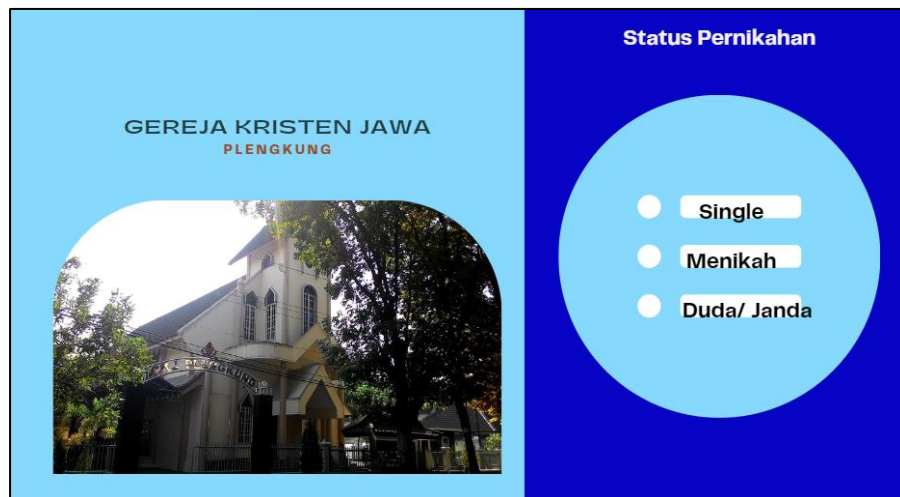 GEREJA KRISTEN JAWA
PLENGKUNG
Status Pernikahan
Single
Menikah
Duda/ Janda